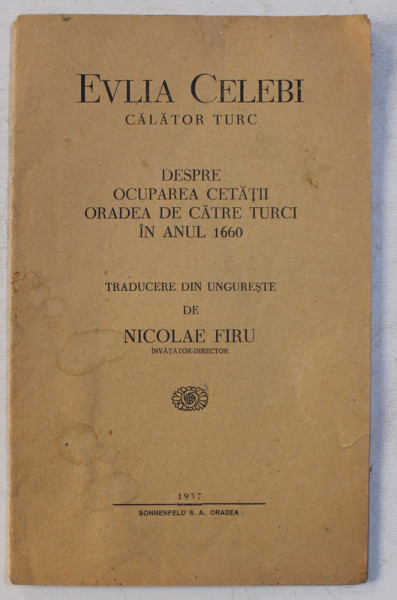 EVLIA CELEBI
CĂLĂTOR TURC
DESPRE
OCUPAREA CETĂȚII
ORADEA DE CĂTRE TURCI
ÎN ANUL 1660
TRADUCERE DIN UNGUREȘTE
DE
NICOLAE FIRU
ÎNVĂȚĂTOR-DIRECTOR
1937
SONNENFELD S. A. ORADEA